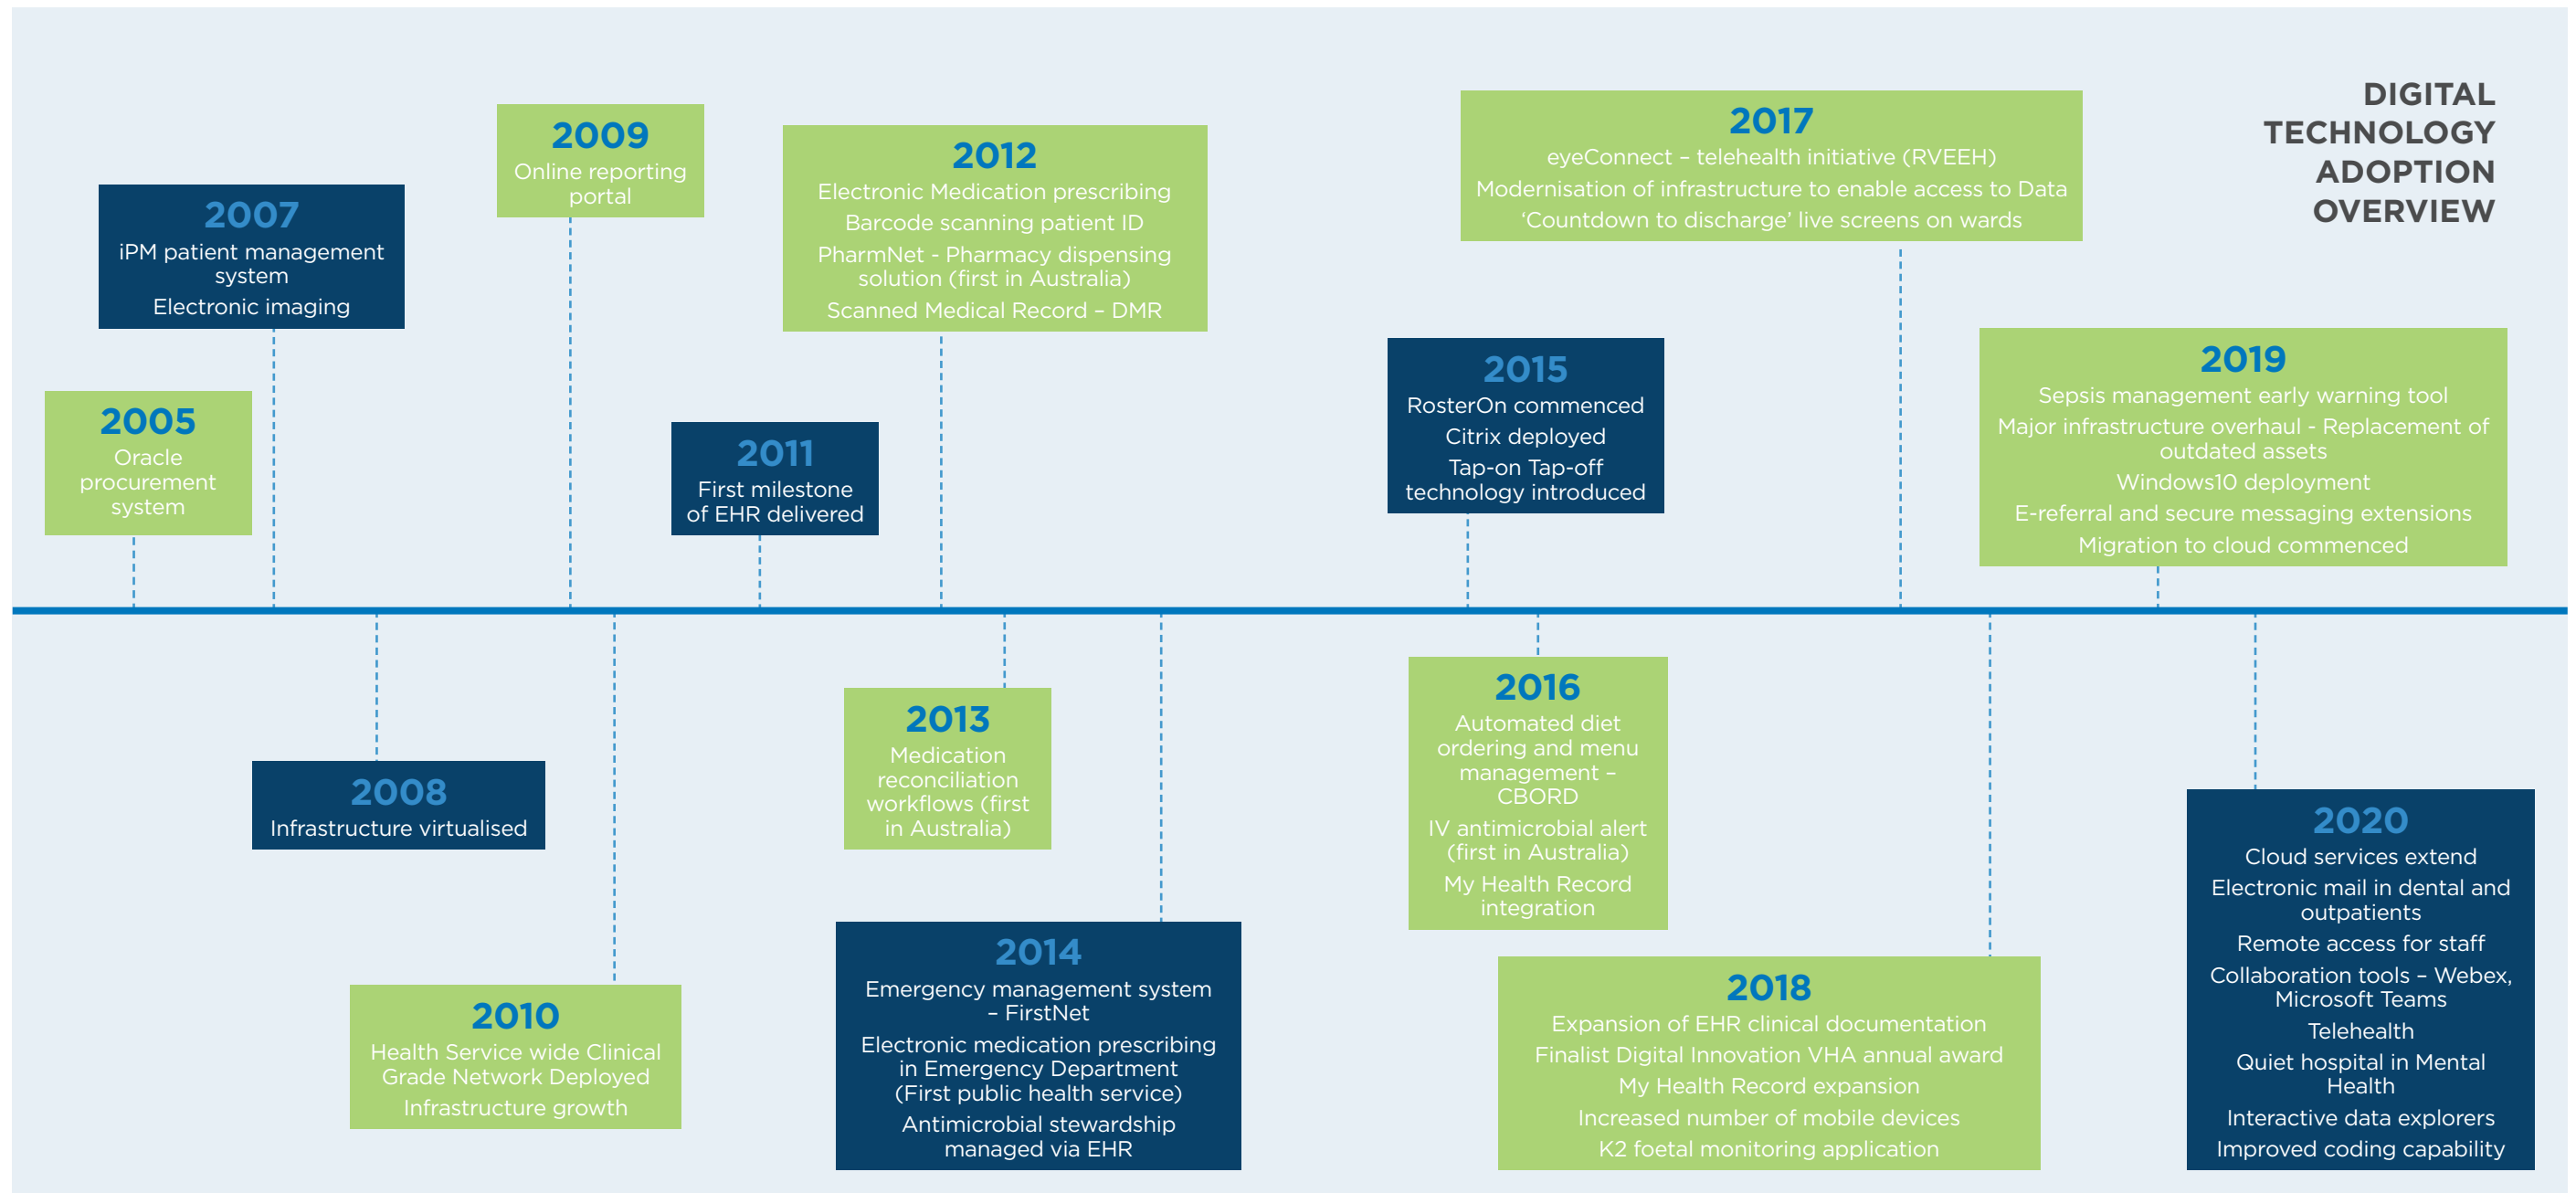 DIGITAL
TECHNOLOGY
ADOPTION
OVERVIEW
2005
Oracle
procurement
system
2007
iPM patient management
system
Electronic imaging
2008
Infrastructure virtualised
2009
Online reporting
portal
2010
Health Service wide Clinical
Grade Network Deployed
Infrastructure growth
2011
First milestone
of EHR delivered
2012
Electronic Medication prescribing
Barcode scanning patient ID
PharmNet - Pharmacy dispensing
solution (first in Australia)
Scanned Medical Record – DMR
2013
Medication
reconciliation
workflows (first
in Australia)
2014
Emergency management system
– FirstNet
Electronic medication prescribing
in Emergency Department
(First public health service)
Antimicrobial stewardship
managed via EHR
2015
RosterOn commenced
Citrix deployed
Tap-on Tap-off
technology introduced
2016
Automated diet
ordering and menu
management –
CBORD
IV antimicrobial alert
(first in Australia)
My Health Record
integration
2017
eyeConnect – telehealth initiative (RVEEH)
Modernisation of infrastructure to enable access to Data
‘Countdown to discharge’ live screens on wards
2018
Expansion of EHR clinical documentation
Finalist Digital Innovation VHA annual award
My Health Record expansion
Increased number of mobile devices
K2 foetal monitoring application
2019
Sepsis management early warning tool
Major infrastructure overhaul - Replacement of
outdated assets
Windows10 deployment
E-referral and secure messaging extensions
Migration to cloud commenced
2020
Cloud services extend
Electronic mail in dental and
outpatients
Remote access for staff
Collaboration tools – Webex,
Microsoft Teams
Telehealth
Quiet hospital in Mental
Health
Interactive data explorers
Improved coding capability